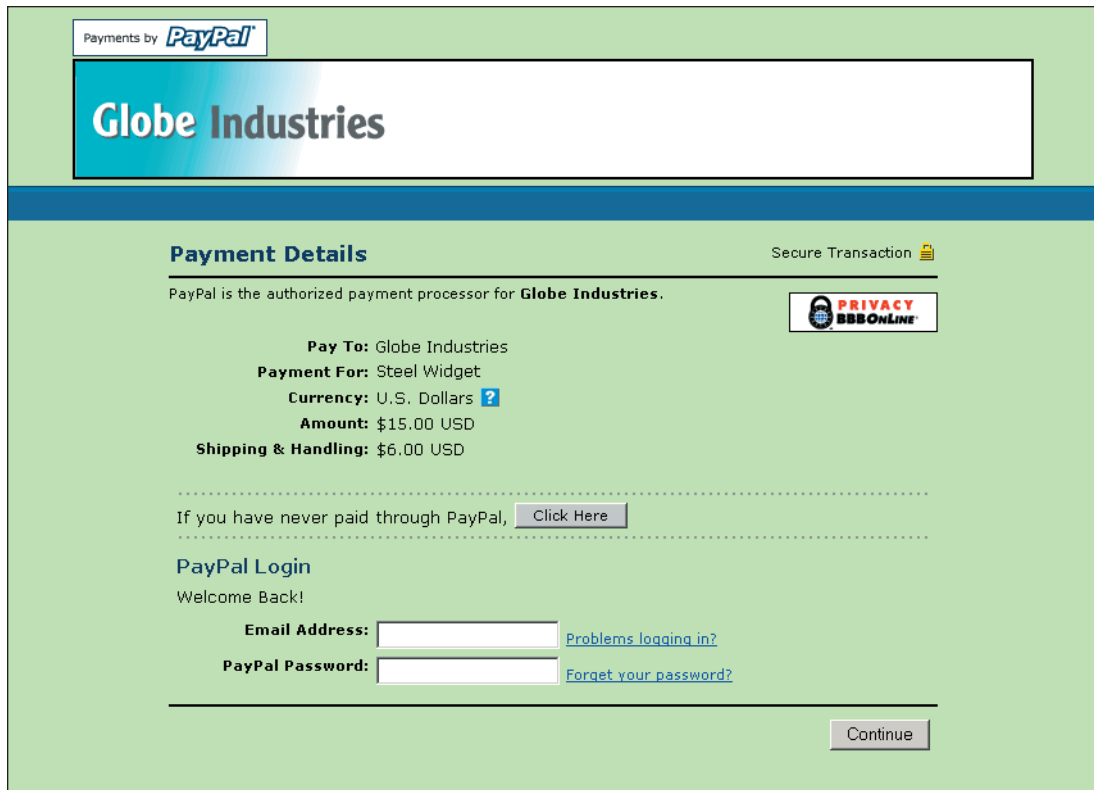 Payments by PayPal
Globe Industries
Payment Details
Secure Transaction
PayPal is the authorized payment processor for Globe Industries.
PRIVACY
BBBONLINE
Pay To: Globe Industries
Payment For: Steel Widget
Currency: U.S. Dollars ?
Amount: $15.00 USD
Shipping & Handling: $6.00 USD
If you have never paid through PayPal, Click Here
PayPal Login
Welcome Back!
Email Address: Problems logging in?
PayPal Password: Forget your password?
Continue